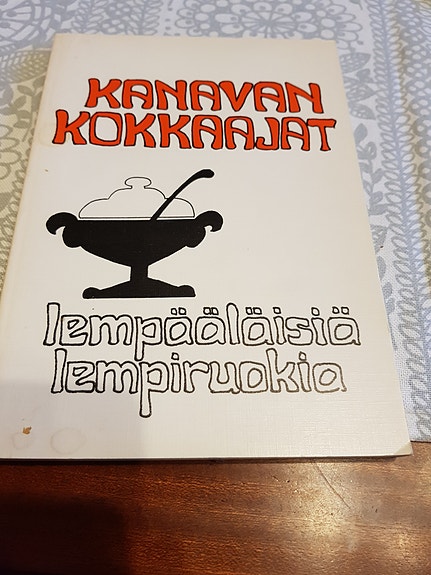 KANAVAN
KOKKAAJAT
lempääläisiä
lempiruokia